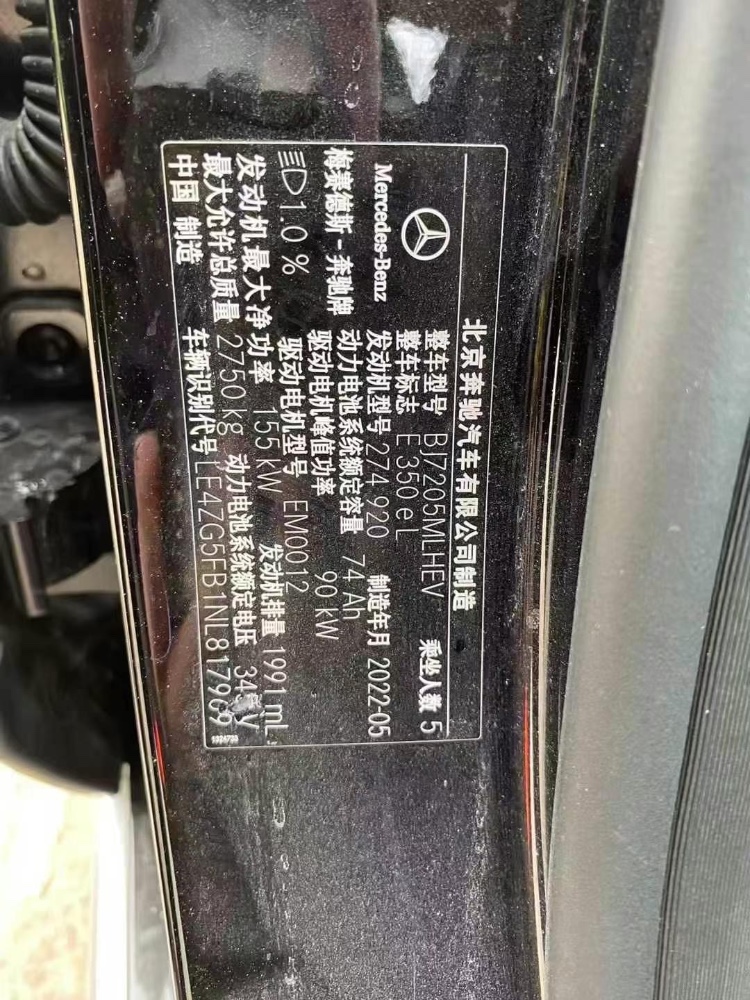 北京奔驰汽车有限公司制造
Mercedes-Benz
梅赛德斯-奔驰牌
整车型号 BJ7205MLHEV 乘坐人数 5
整车标志 E 350 e L
发动机型号 274 920 制造年月 2022-05
动力电池系统额定容量 74 Ah
驱动电机峰值功率 90 kW
1.0 % 驱动电机型号 EM0012
发动机最大净功率 155 kW 发动机排量 1991 mL
最大允许总质量 2750 kg 动力电池系统额定电压
中国 制造 车辆识别代号 LE4ZG5FB1NL817969